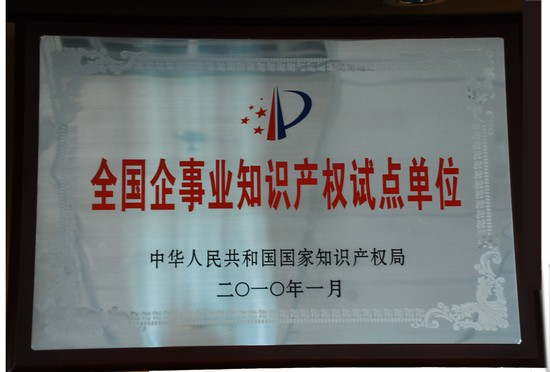 全国企事业知识产权试点单位
中华人民共和国国家知识产权局
二〇一〇年一月